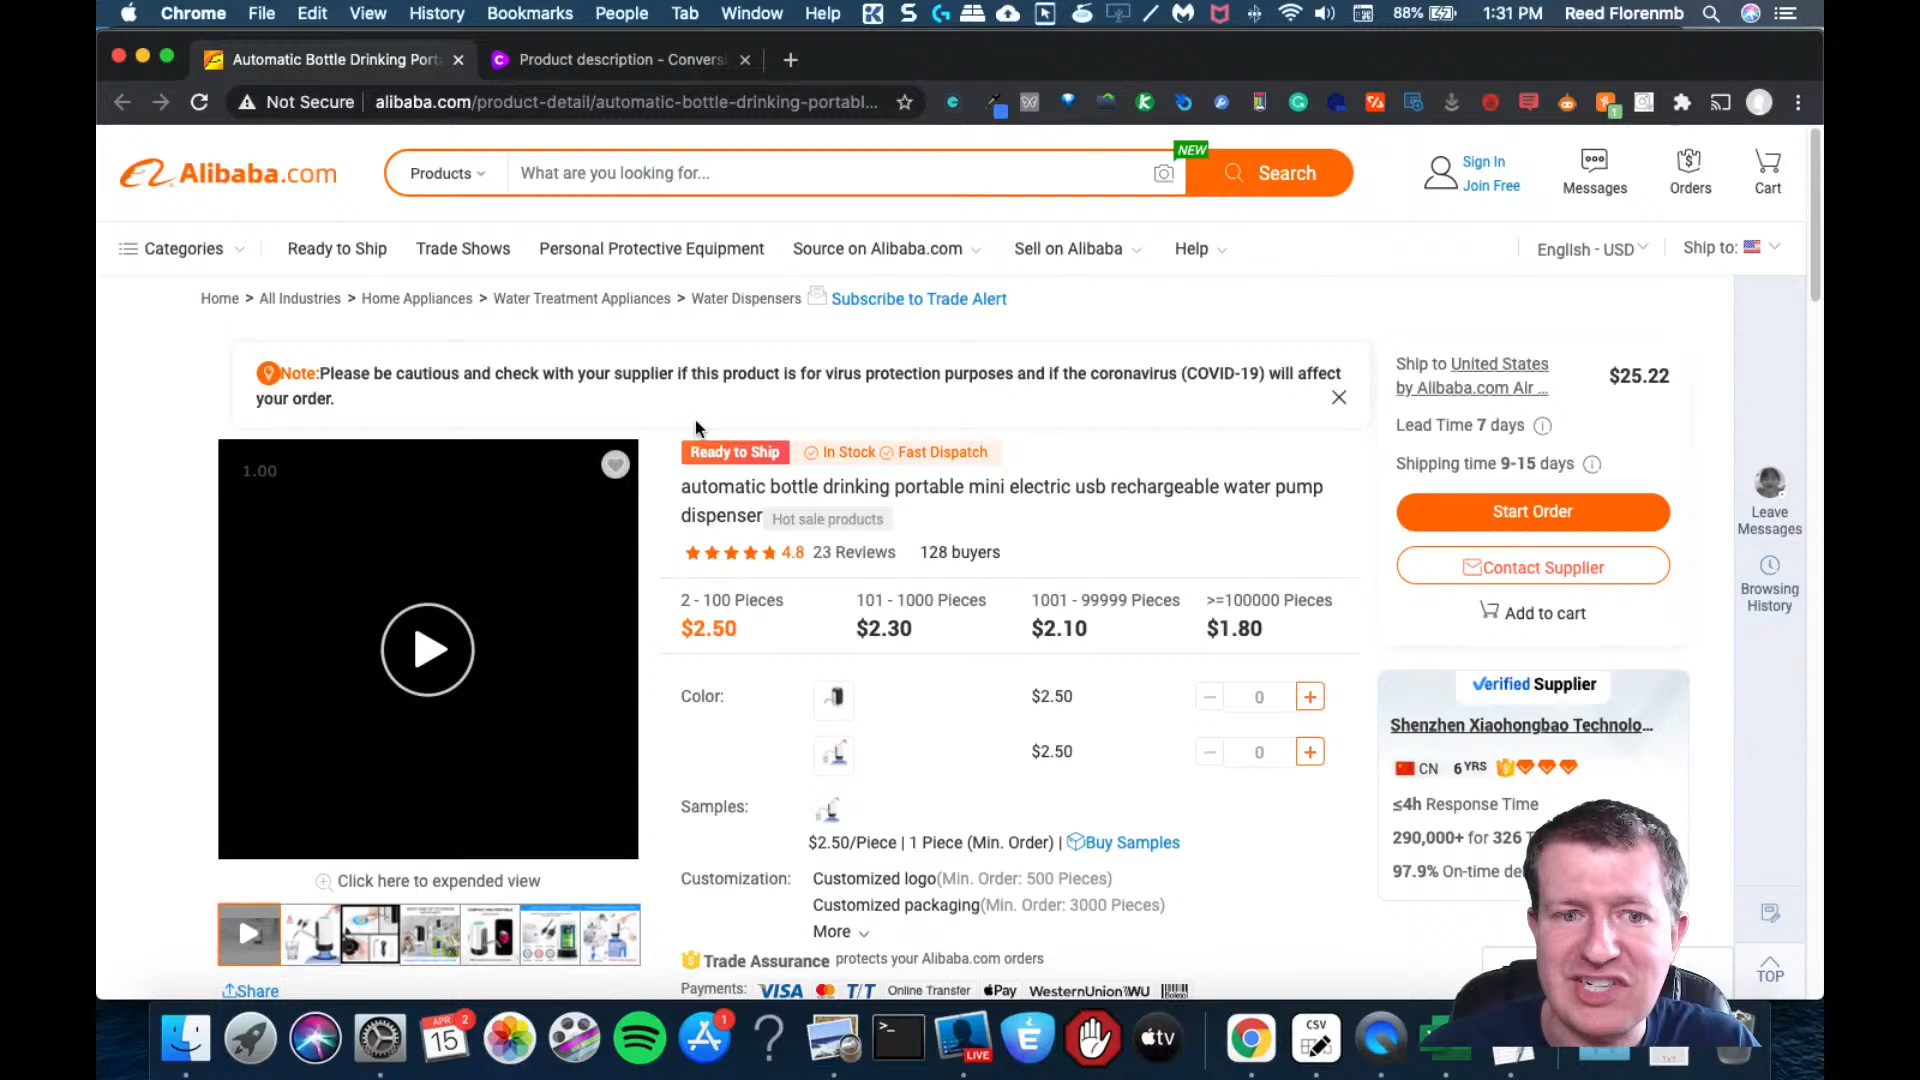 Chrome File Edit View History Bookmarks People Tab Window Help 88% 1:31 PM Reed Florenmb
Automatic Bottle Drinking Port Product description - Convers
Not Secure alibaba.com/product-detail/automatic-bottle-drinking-portabl...
Alibaba.com
Products
What are you looking for...
NEW
Search
Sign In
Join Free
Messages
Orders
Cart
Categories Ready to Ship Trade Shows Personal Protective Equipment Source on Alibaba.com Sell on Alibaba Help English - USD Ship to:
Home > All Industries > Home Appliances > Water Treatment Appliances > Water Dispensers Subscribe to Trade Alert
Note:Please be cautious and check with your supplier if this product is for virus protection purposes and if the coronavirus (COVID-19) will affect
your order.
1.00
Click here to expended view
Share
Ready to Ship In Stock Fast Dispatch
automatic bottle drinking portable mini electric usb rechargeable water pump
dispenser Hot sale products
4.8 23 Reviews 128 buyers
2 - 100 Pieces 101 - 1000 Pieces 1001 - 99999 Pieces >=100000 Pieces
$2.50 $2.30 $2.10 $1.80
Color: $2.50 0
$2.50 0
Samples:
$2.50/Piece | 1 Piece (Min. Order) | Buy Samples
Customization: Customized logo(Min. Order: 500 Pieces)
Customized packaging(Min. Order: 3000 Pieces)
More
Trade Assurance protects your Alibaba.com orders
Payments: VISA T/T Online Transfer Pay WesternUnion WU Boleto
Ship to United States
by Alibaba.com Air ...
$25.22
Lead Time 7 days
Shipping time 9-15 days
Start Order
Contact Supplier
Add to cart
Verified Supplier
Shenzhen Xiaohongbao Technolo...
CN 6 YRS
≤4h Response Time
290,000+ for 326
97.9% On-time de
Leave
Messages
Browsing
History
TOP
APR 2
15
1
LIVE
tv
CSV
TXT